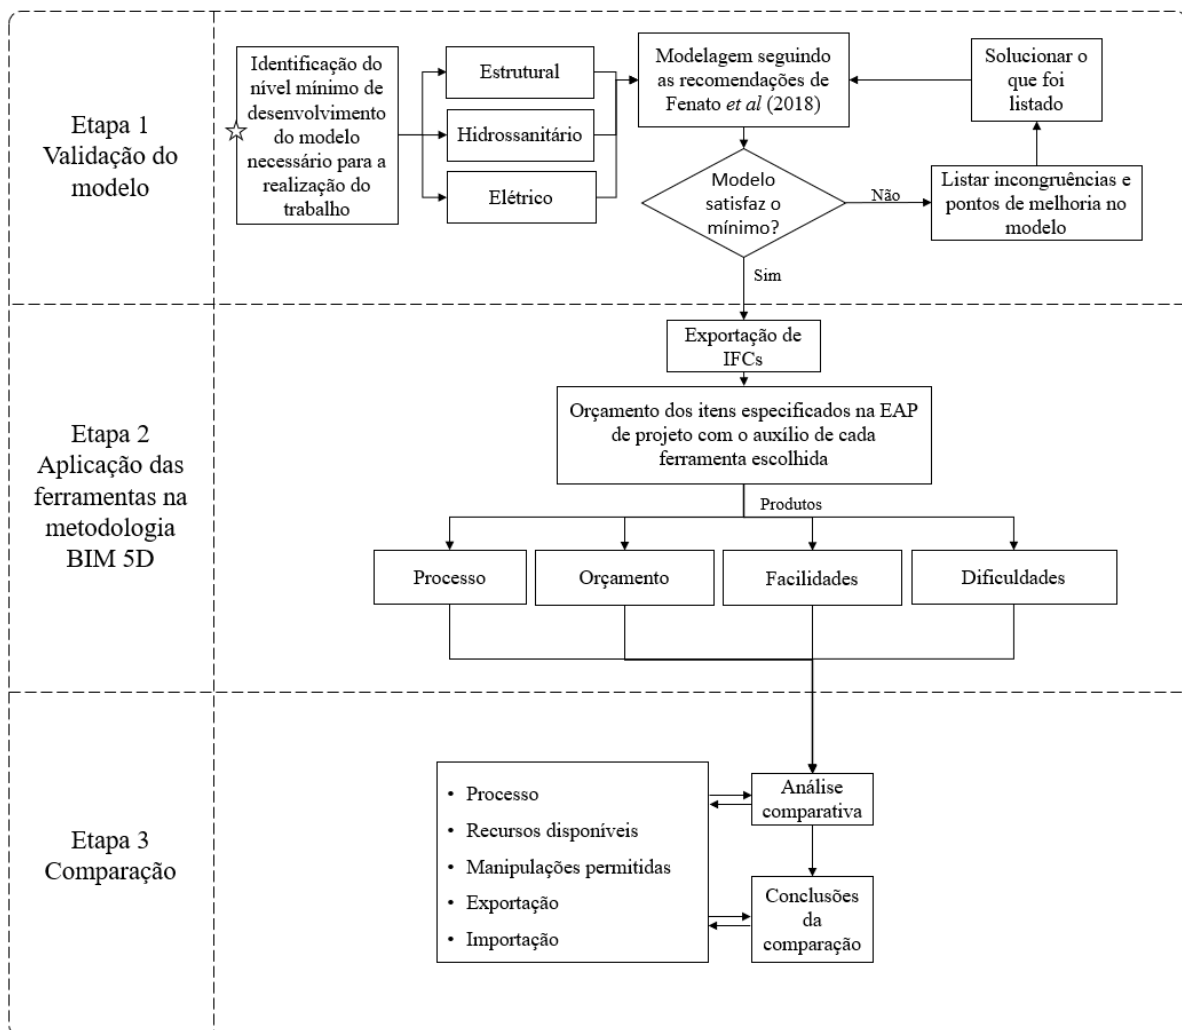 Etapa 1
Validação do
modelo
Identificação do
nível mínimo de
desenvolvimento
do modelo
necessário para a
realização do
trabalho
Estrutural
Hidrossanitário
Elétrico
Modelagem seguindo
as recomendações de
Fenato et al (2018)
Solucionar o
que foi
listado
Modelo
satisfaz o
mínimo?
Não
Listar incongruências e
pontos de melhoria no
modelo
Sim
Etapa 2
Aplicação das
ferramentas na
metodologia
BIM 5D
Exportação de
IFCs
Orçamento dos itens especificados na EAP
de projeto com o auxílio de cada
ferramenta escolhida
Produtos
Processo
Orçamento
Facilidades
Dificuldades
Etapa 3
Comparação
• Processo
• Recursos disponíveis
• Manipulações permitidas
• Exportação
• Importação
Análise
comparativa
Conclusões
da
comparação